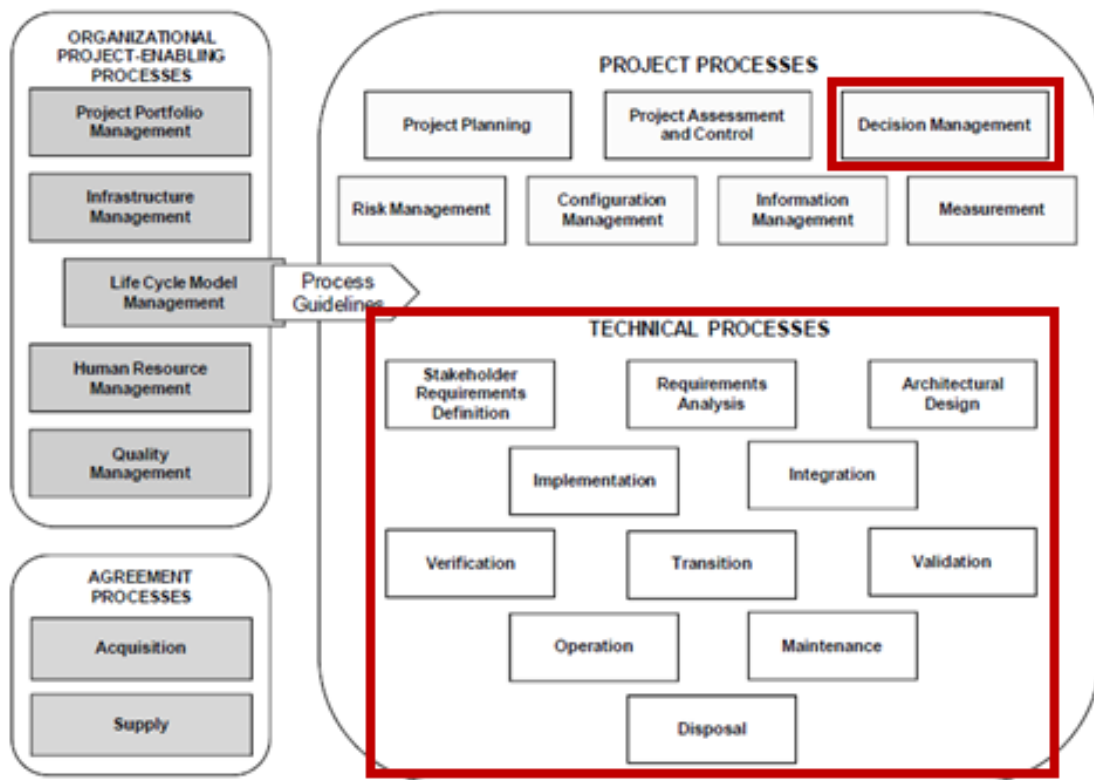 ORGANIZATIONAL
PROJECT-ENABLING
PROCESSES
Project Portfolio
Management
Infrastructure
Management
Life Cycle Model
Management
Human Resource
Management
Quality
Management
AGREEMENT
PROCESSES
Acquisition
Supply
Process
Guidelines
PROJECT PROCESSES
Project Planning
Project Assessment
and Control
Decision Management
Risk Management
Configuration
Management
Information
Management
Measurement
TECHNICAL PROCESSES
Stakeholder
Requirements
Definition
Requirements
Analysis
Architectural
Design
Implementation
Integration
Verification
Transition
Validation
Operation
Maintenance
Disposal